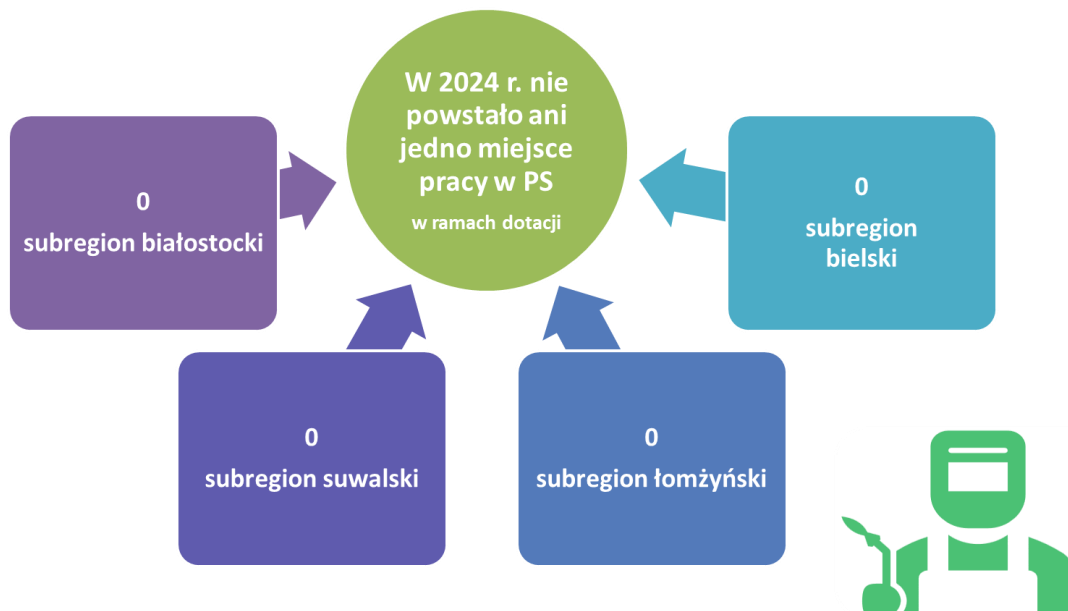 W 2024 r. nie
powstało ani
jedno miejsce
pracy w PS
w ramach dotacji
0
subregion białostocki
0
subregion
bielski
0
subregion suwalski
0
subregion łomżyński